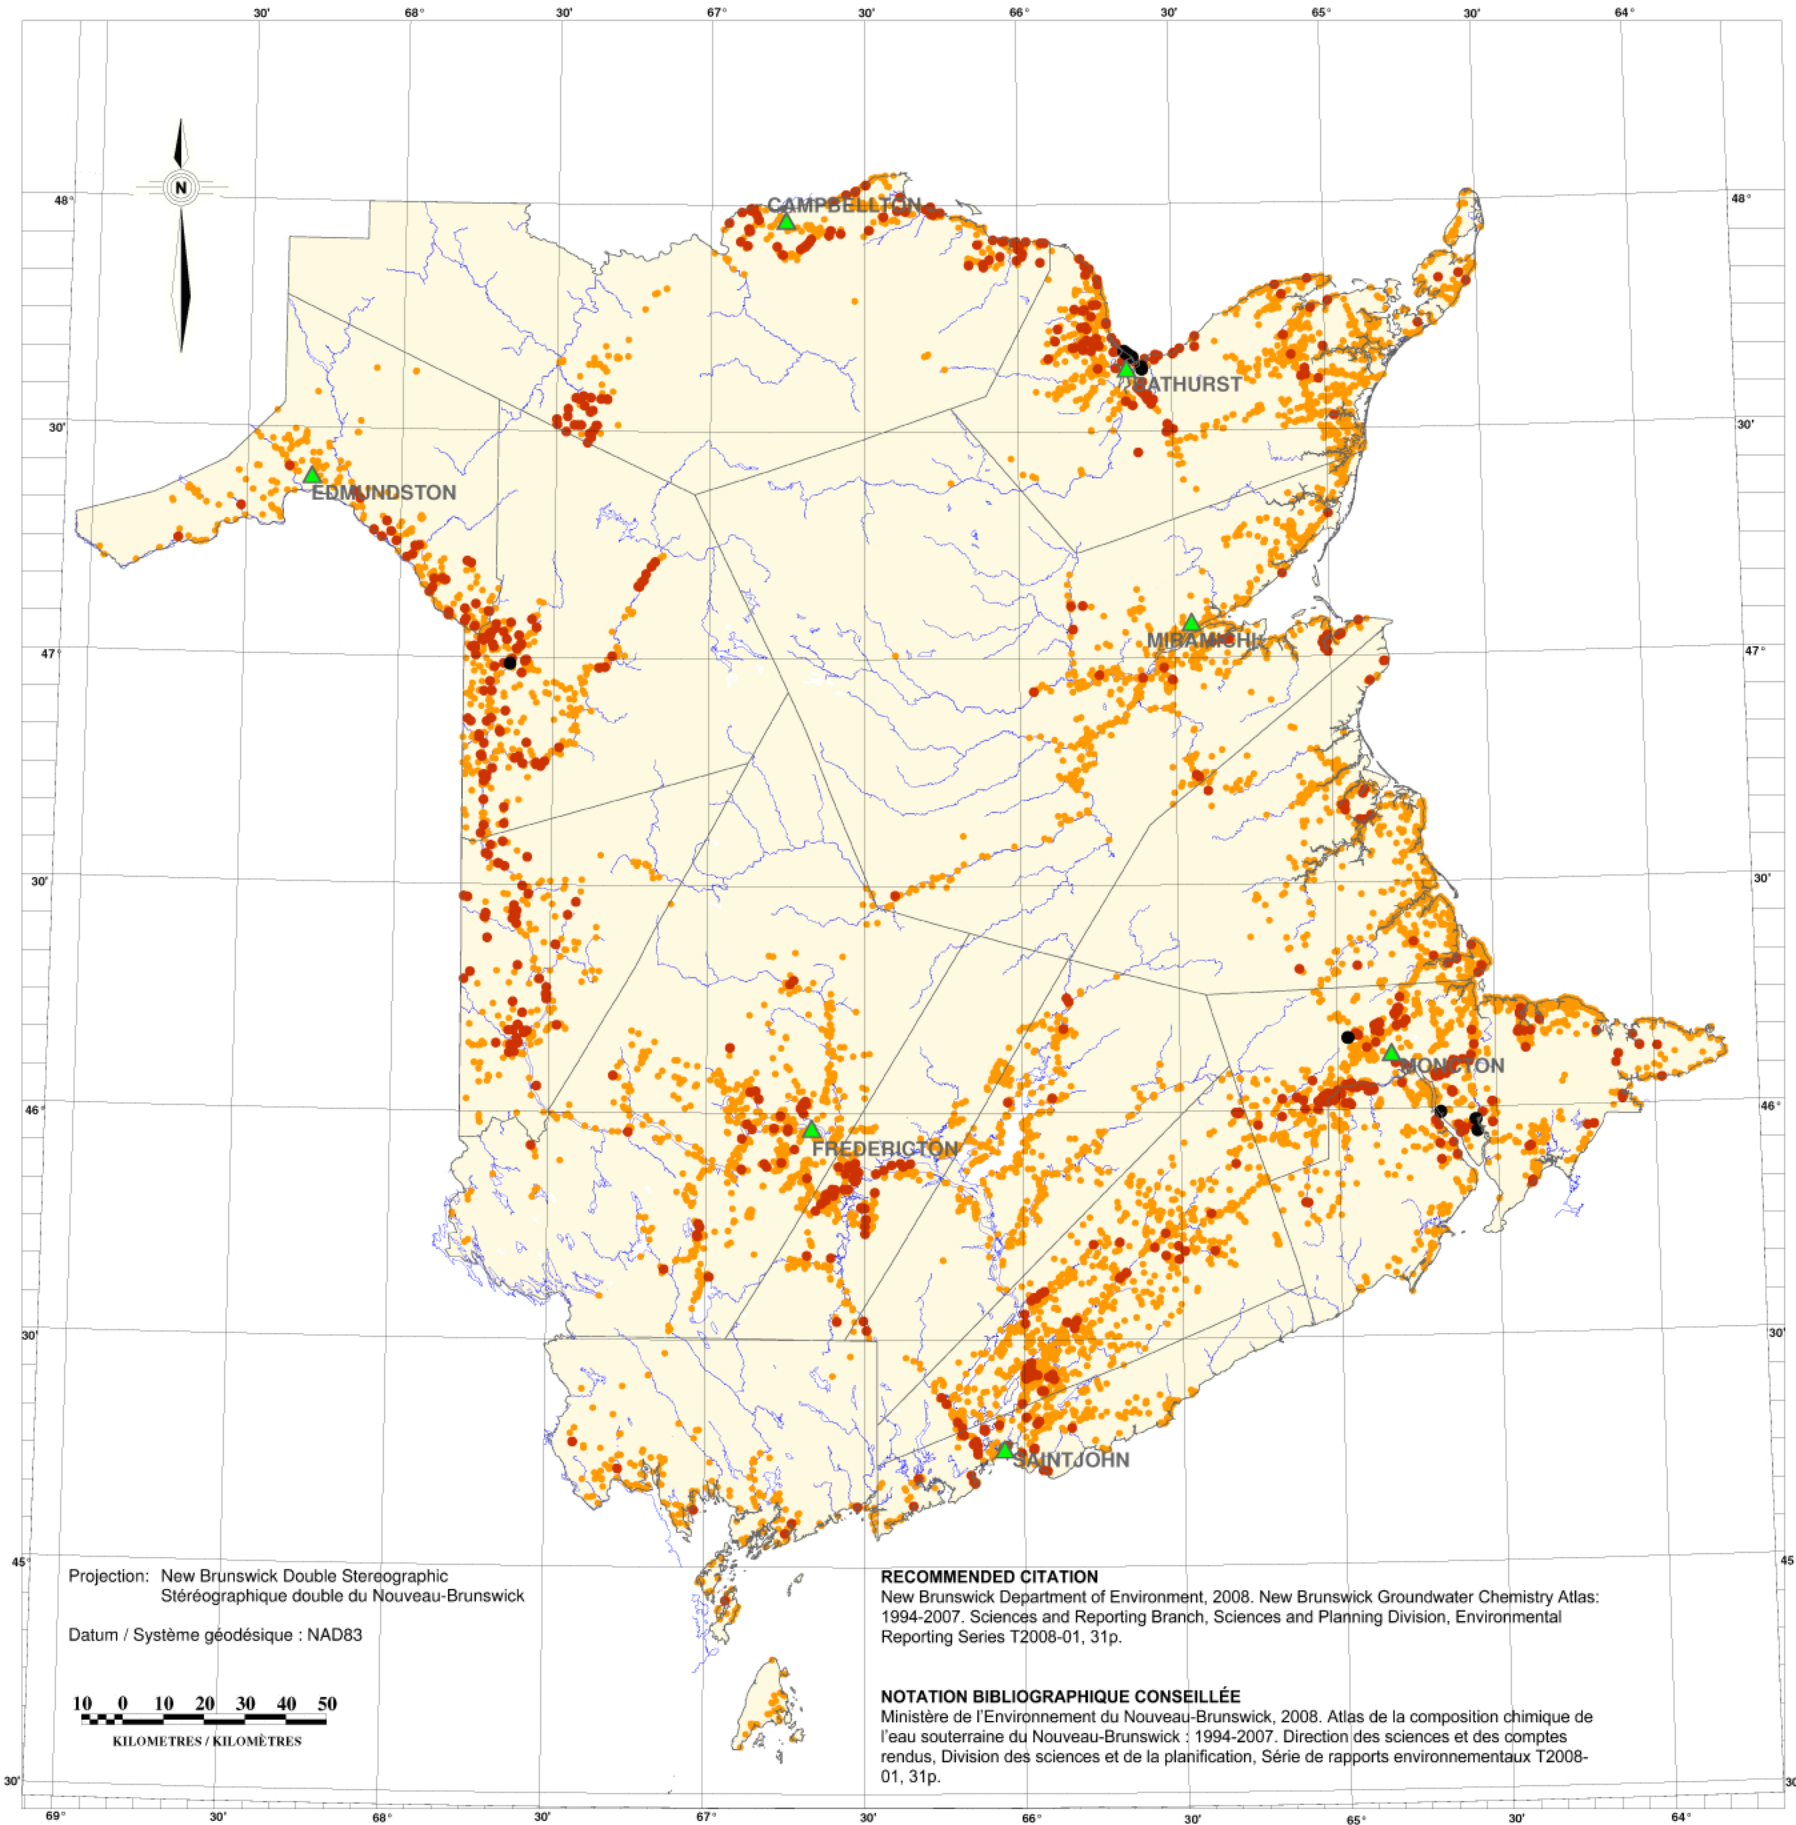 30' 68° 30' 67° 30' 66° 30' 65° 30' 64°
N
48° CAMPBELLTON 48°
BATHURST
30' 30'
EDMUNDSTON
MIRAMICHI
47° 47°
30' 30'
MONCTON
46° 46°
FREDERICTON
30' 30'
SAINTJOHN
45° 45
Projection: New Brunswick Double Stereographic
Stéréographique double du Nouveau-Brunswick
Datum / Système géodésique : NAD83
10 0 10 20 30 40 50
KILOMETRES / KILOMÈTRES
RECOMMENDED CITATION
New Brunswick Department of Environment, 2008. New Brunswick Groundwater Chemistry Atlas:
1994-2007. Sciences and Reporting Branch, Sciences and Planning Division, Environmental
Reporting Series T2008-01, 31p.
NOTATION BIBLIOGRAPHIQUE CONSEILLÉE
Ministère de l'Environnement du Nouveau-Brunswick, 2008. Atlas de la composition chimique de
l'eau souterraine du Nouveau-Brunswick : 1994-2007. Direction des sciences et des comptes
rendus, Division des sciences et de la planification, Série de rapports environnementaux T2008-
01, 31p.
30' 30
69° 30' 68° 30' 67° 30' 66° 30' 65° 30' 64°